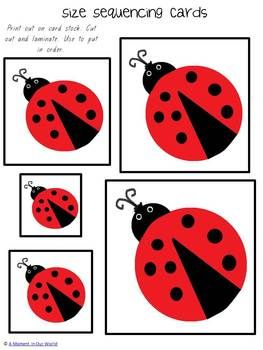 Size Sequencing Cards
Print out on card stock. Cut
out and laminate. Use to put
in order.
© A Moment in Our World